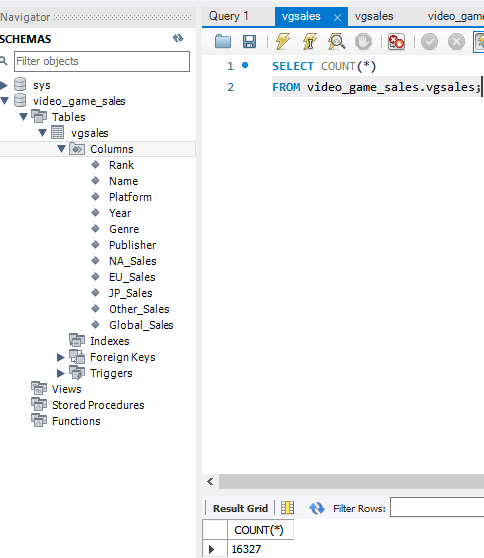 Navigator
SCHEMAS
Filter objects
sys
video_game_sales
Tables
vgsales
Columns
Rank
Name
Platform
Year
Genre
Publisher
NA_Sales
EU_Sales
JP_Sales
Other_Sales
Global_Sales
Indexes
Foreign Keys
Triggers
Views
Stored Procedures
Functions
Query 1 vgsales vgsales video_gam
1 SELECT COUNT(*)
2 FROM video_game_sales.vgsales;
Result Grid Filter Rows:
COUNT(*)
16327